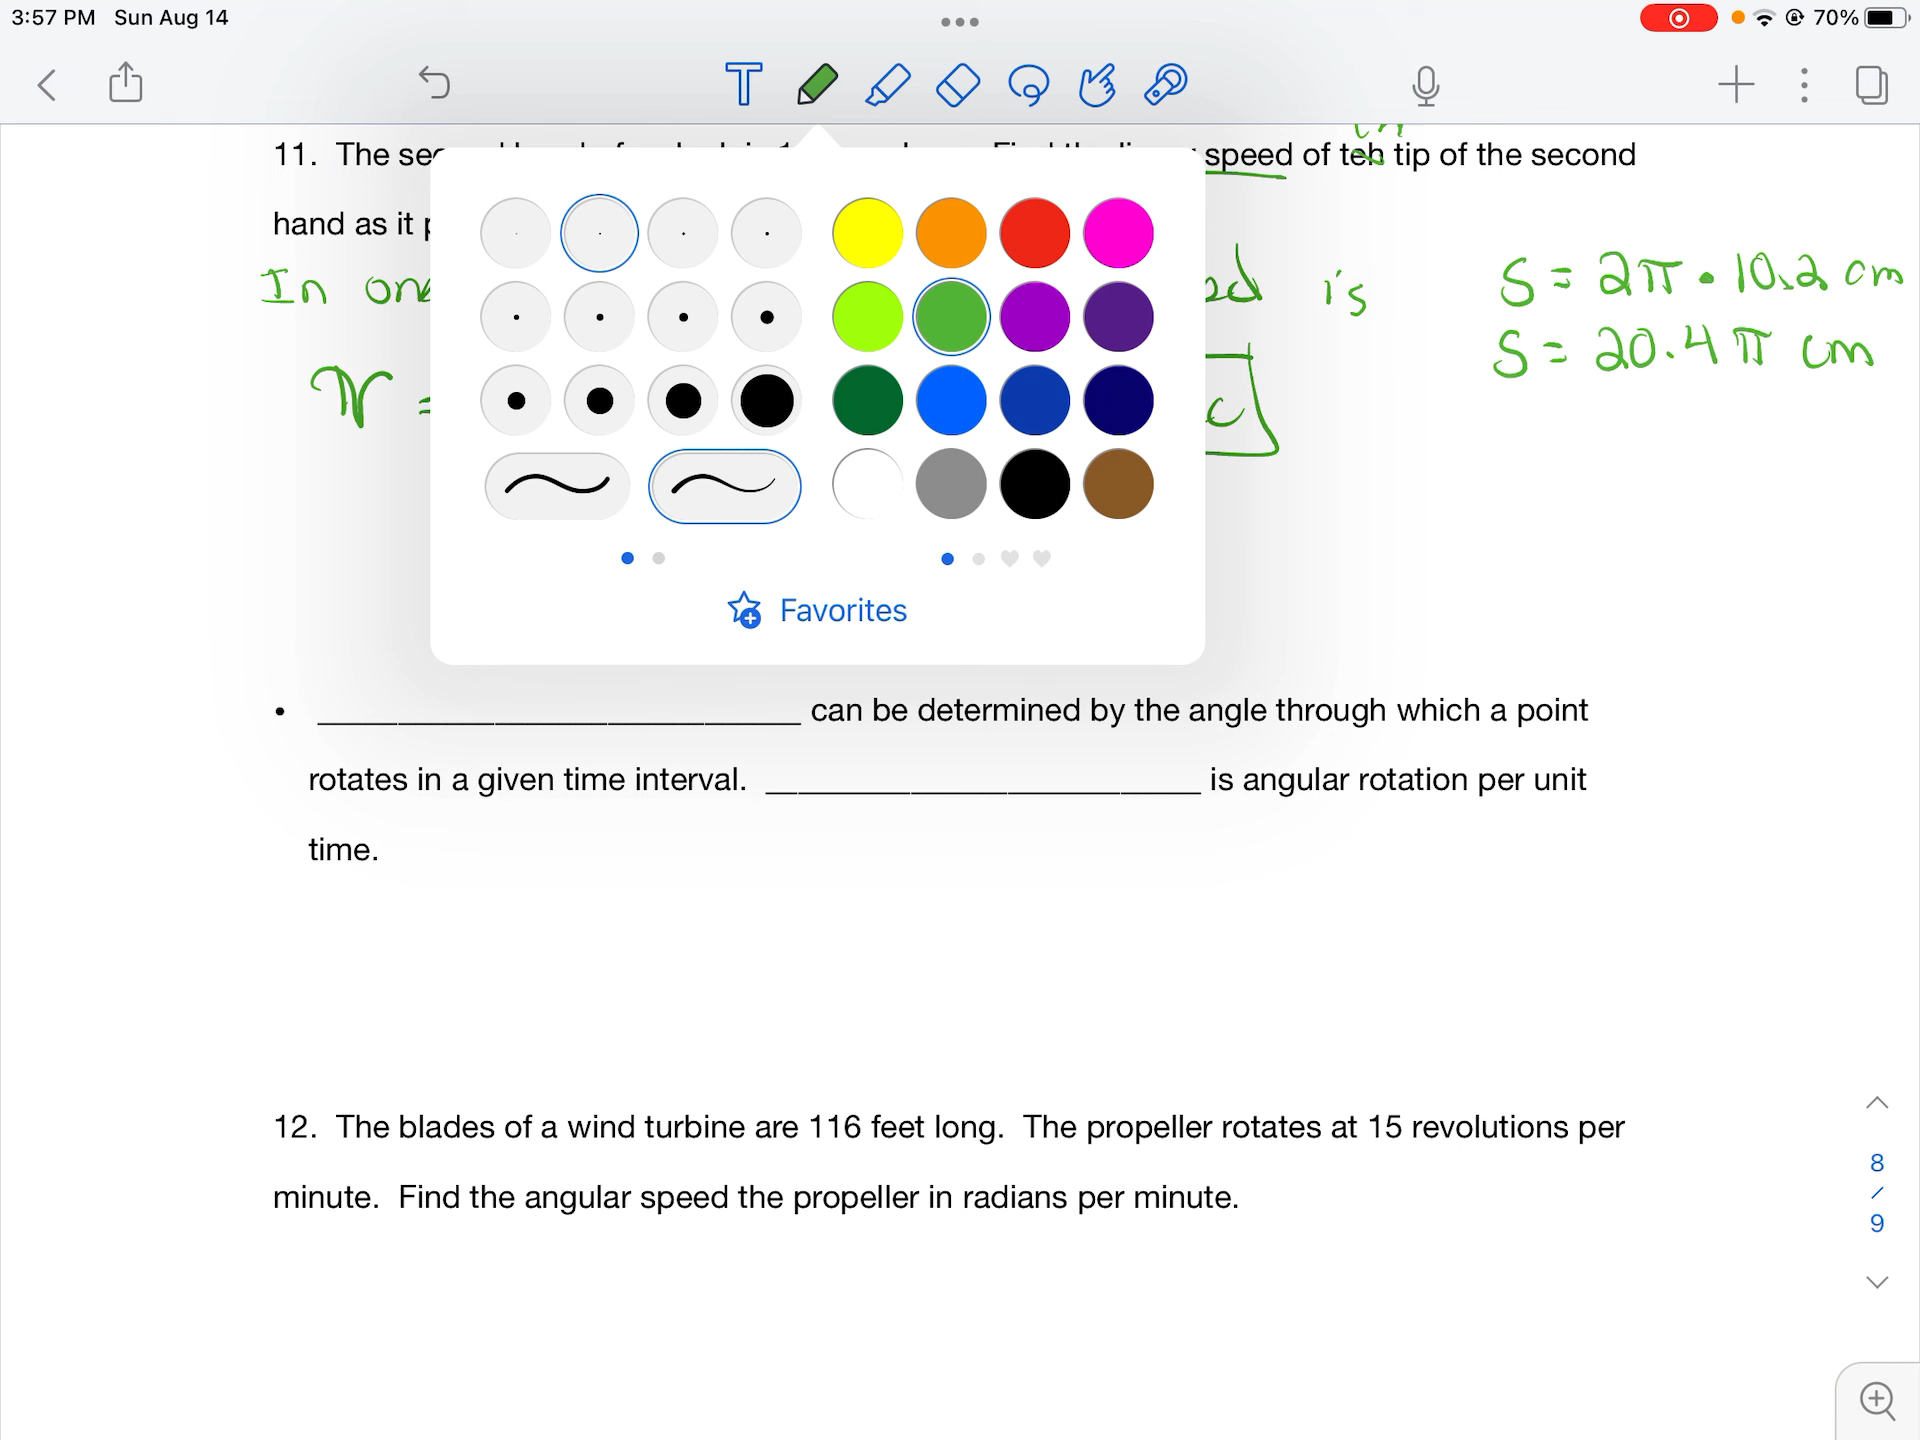 3:57 PM Sun Aug 14
70%
11. The speed of teh tip of the second
hand as it
In one is
S = 2π • 10.2 cm
S = 20.4 π cm
=
Favorites
• ______________________ can be determined by the angle through which a point
rotates in a given time interval. ____________________ is angular rotation per unit
time.
12. The blades of a wind turbine are 116 feet long. The propeller rotates at 15 revolutions per
minute. Find the angular speed the propeller in radians per minute.
8
/
9